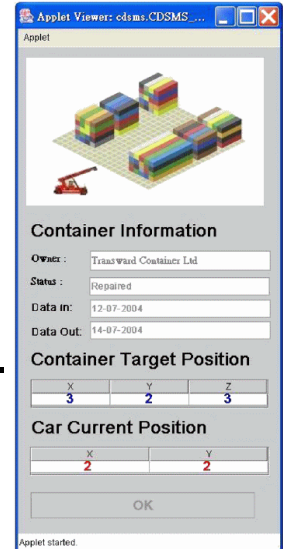 Applet Viewer: cdsms.CDSMS_...
Applet
Container Information
Owner : Transward Container Ltd
Status : Repaired
Data in: 12-07-2004
Data Out: 14-07-2004
Container Target Position
X Y Z
3 2 3
Car Current Position
X Y
2 2
OK
Applet started.